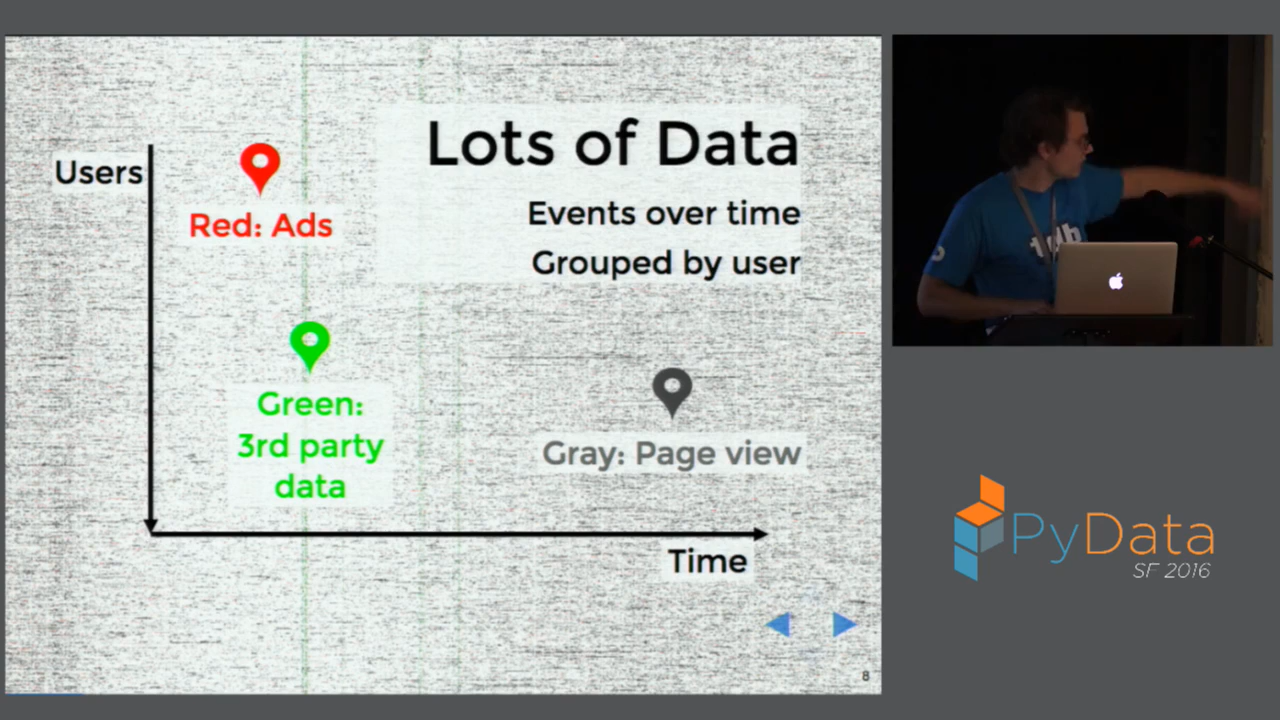 Lots of Data
Users
Events over time
Red: Ads
Grouped by user
Green:
3rd party
data
Gray: Page view
Time
8
PyData
SF 2016